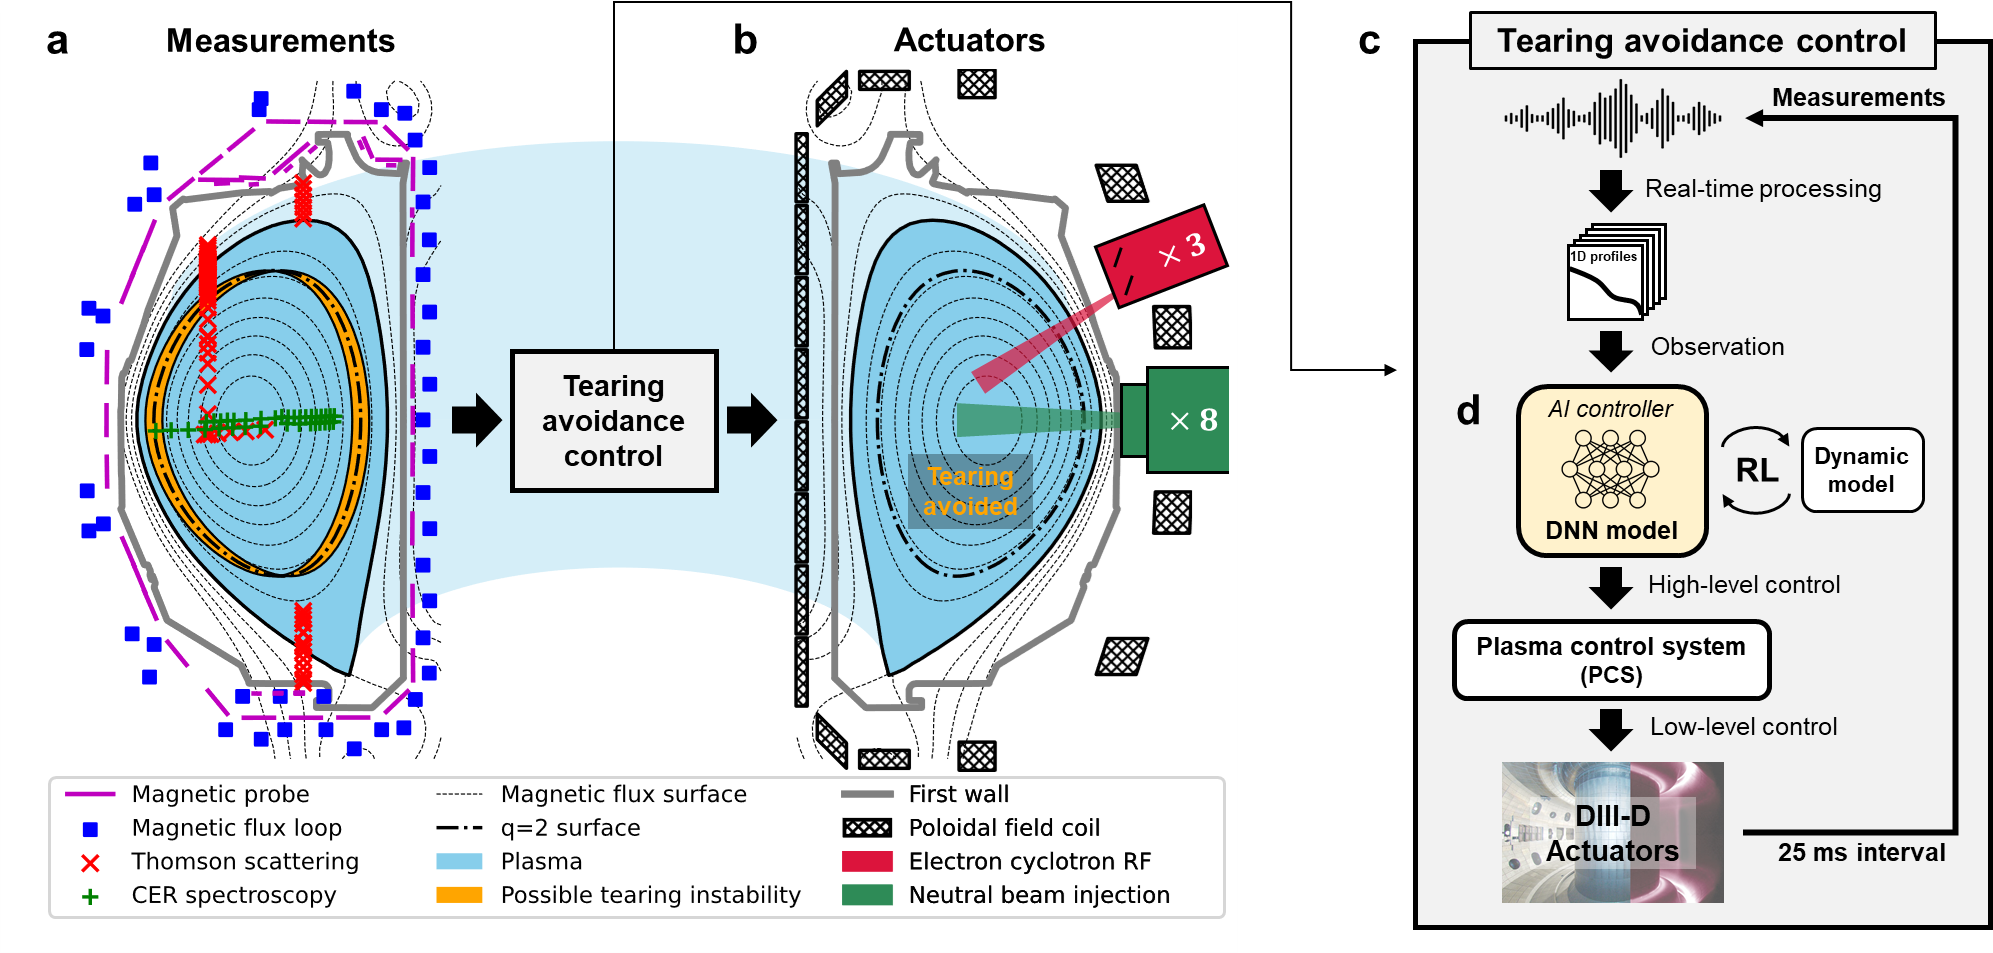 a
Measurements
b
Actuators
c
Tearing avoidance control
Measurements
Real-time processing
1D profiles
Observation
× 3
× 8
Tearing
avoidance
control
Tearing
avoided
d
AI controller
DNN model
RL
Dynamic
model
High-level control
Plasma control system
(PCS)
Low-level control
DIII-D
Actuators
25 ms interval
Magnetic probe
Magnetic flux loop
Thomson scattering
CER spectroscopy
Magnetic flux surface
q=2 surface
Plasma
Possible tearing instability
First wall
Poloidal field coil
Electron cyclotron RF
Neutral beam injection